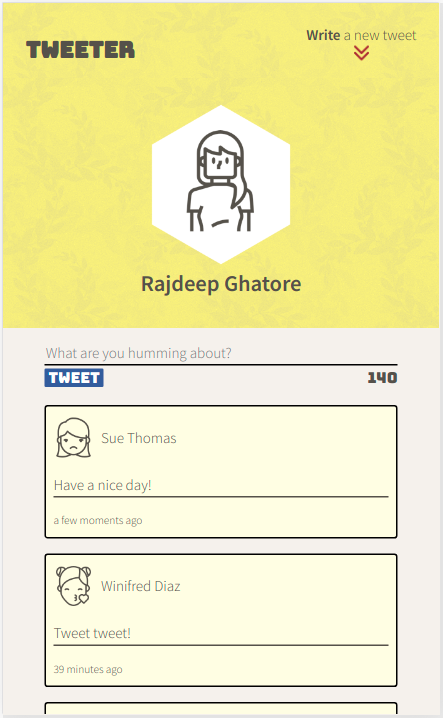 TWEETER
Write a new tweet
Rajdeep Ghatore
What are you humming about?
TWEET
140
Sue Thomas
Have a nice day!
a few moments ago
Winifred Diaz
Tweet tweet!
39 minutes ago